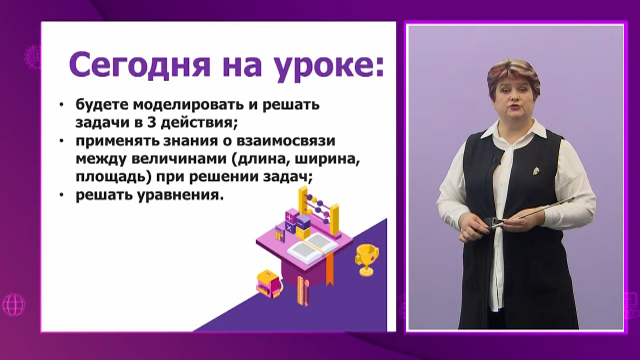 Сегодня на уроке:
• будете моделировать и решать
задачи в 3 действия;
• применять знания о взаимосвязи
между величинами (длина, ширина,
площадь) при решении задач;
• решать уравнения.